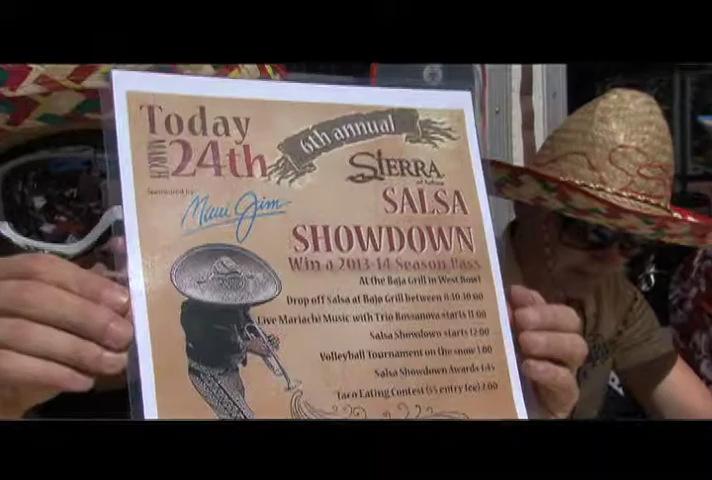 Today
MARCH 24th
6th annual
SIERRA
at Tahoe
Sponsored by
Maui Jim
SALSA
SHOWDOWN
Win a 2013-14 Season Pass
At the Baja Grill in West Bowl
Drop off Salsa at Baja Grill between 8:30-10:00
Live Mariachi Music with Trio Bossanova starts 11:00
Salsa Showdown starts 12:00
Volleyball Tournament on the snow 1:00
Salsa Showdown Awards 1:45
Taco Eating Contest ($5 entry fee) 2:00